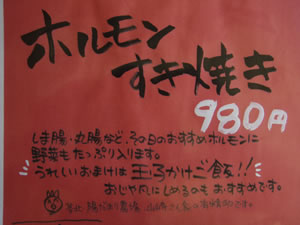 ホルモン
すき焼き
980円
しま腸・丸腸など、その日のおすすめホルモンに
野菜もたっぷり入ります。
うれしいおまけは玉子かけご飯!!
おじや风にしめるのもおすすめです。